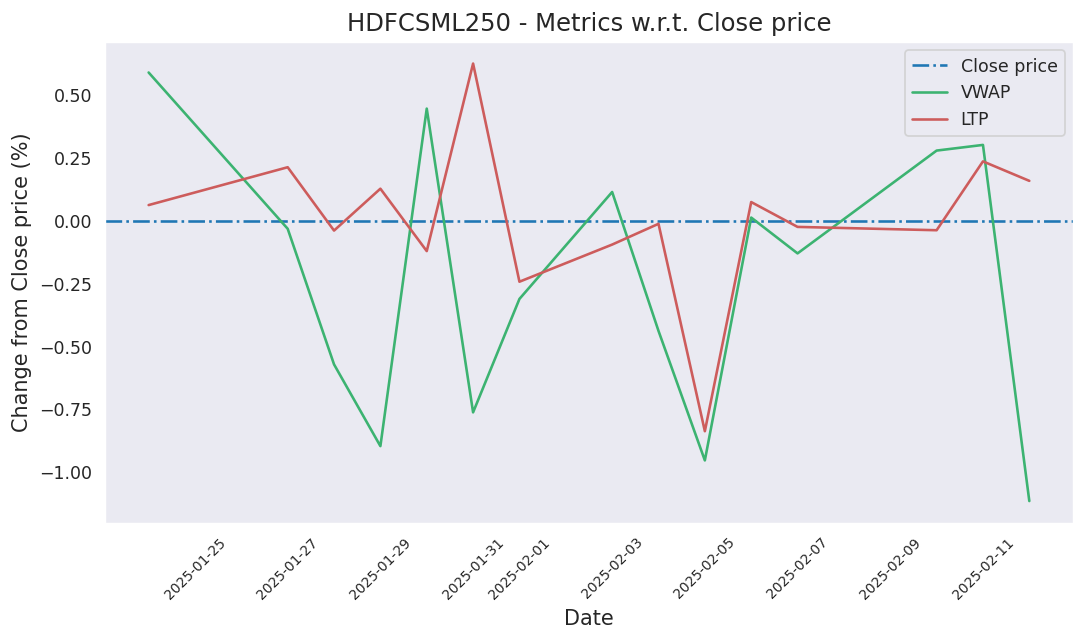 HDFCSML250 - Metrics w.r.t. Close price
Close price
VWAP
LTP
Change from Close price (%)
0.50
0.25
0.00
−0.25
−0.50
−0.75
−1.00
2025-01-25
2025-01-27
2025-01-29
2025-01-31
2025-02-01
2025-02-03
2025-02-05
2025-02-07
2025-02-09
2025-02-11
Date